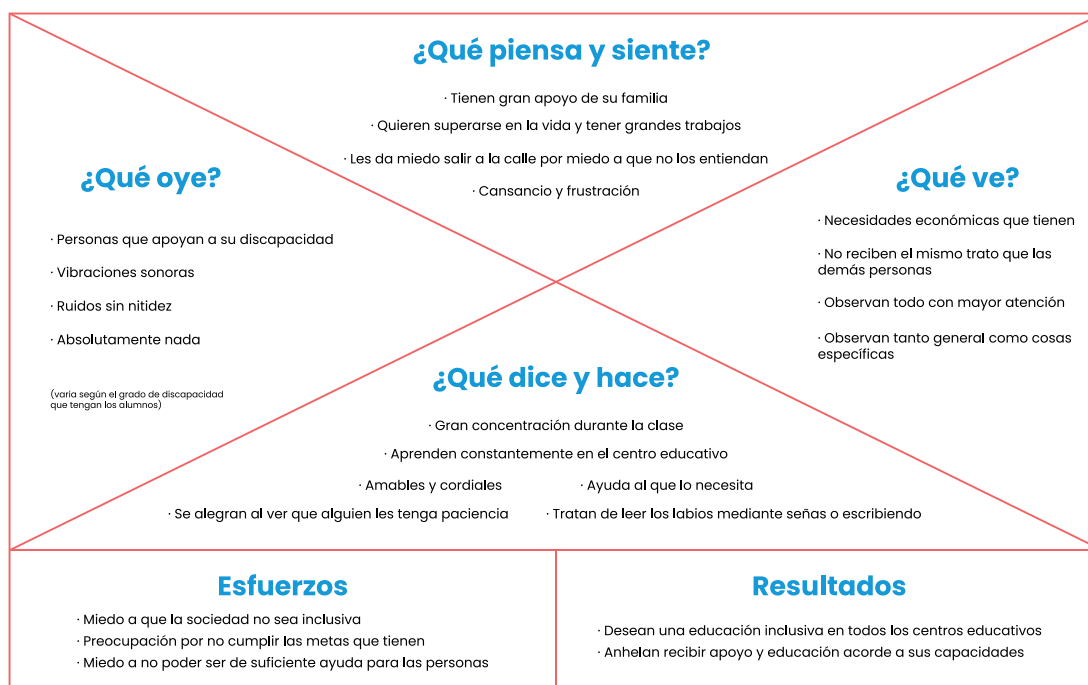 ¿Qué piensa y siente?
· Tienen gran apoyo de su familia
· Quieren superarse en la vida y tener grandes trabajos
· Les da miedo salir a la calle por miedo a que no los entiendan
· Cansancio y frustración
¿Qué oye?
· Personas que apoyan a su discapacidad
· Vibraciones sonoras
· Ruidos sin nitidez
· Absolutamente nada
(varia según el grado de discapacidad
que tengan los alumnos)
¿Qué ve?
· Necesidades económicas que tienen
· No reciben el mismo trato que las
demás personas
· Observan todo con mayor atención
· Observan tanto general como cosas
específicas
¿Qué dice y hace?
· Gran concentración durante la clase
· Aprenden constantemente en el centro educativo
· Amables y cordiales
· Ayuda al que lo necesita
· Se alegran al ver que alguien les tenga paciencia
· Tratan de leer los labios mediante señas o escribiendo
Esfuerzos
· Miedo a que la sociedad no sea inclusiva
· Preocupación por no cumplir las metas que tienen
· Miedo a no poder ser de suficiente ayuda para las personas
Resultados
· Desean una educación inclusiva en todos los centros educativos
· Anhelan recibir apoyo y educación acorde a sus capacidades